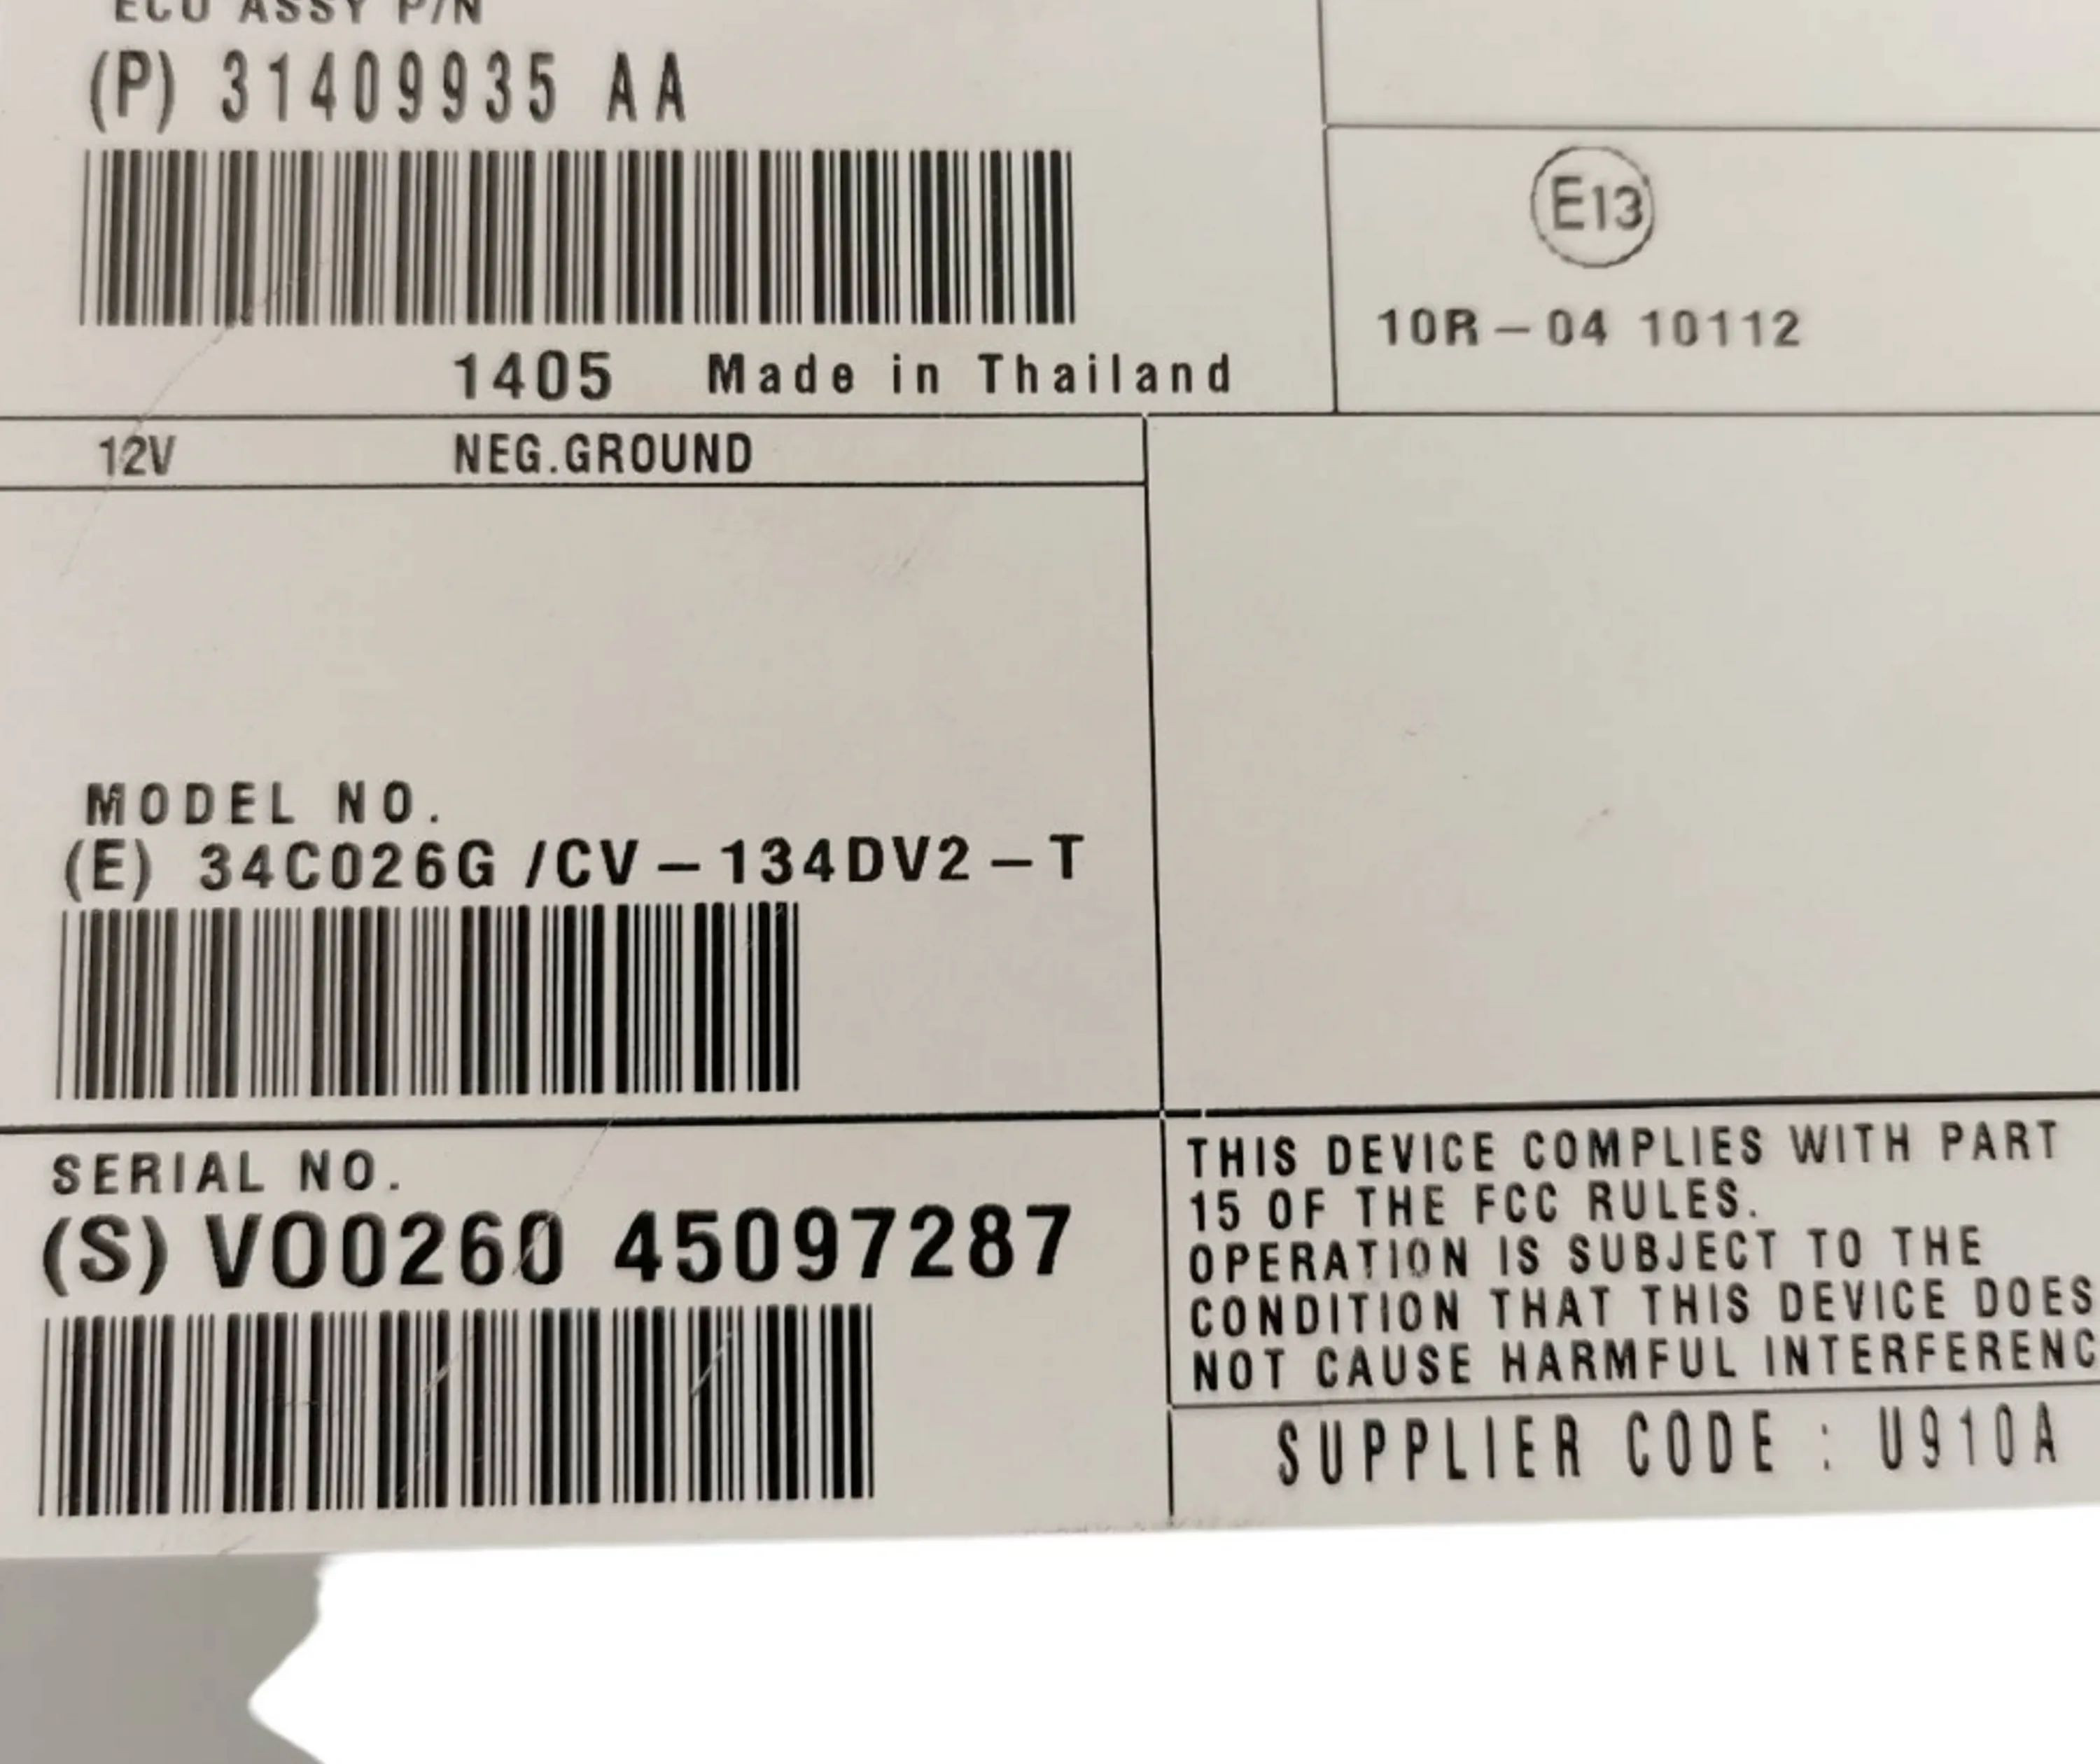 ECU ASSY P/N
(P) 31409935 AA
1405 Made in Thailand
E13
10R-04 10112
12V NEG.GROUND
MODEL NO.
(E) 34C026G /CV-134DV2-T
SERIAL NO.
(S) VO0260 45097287
THIS DEVICE COMPLIES WITH PART
15 OF THE FCC RULES.
OPERATION IS SUBJECT TO THE
CONDITION THAT THIS DEVICE DOES
NOT CAUSE HARMFUL INTERFERENC
SUPPLIER CODE : U910A